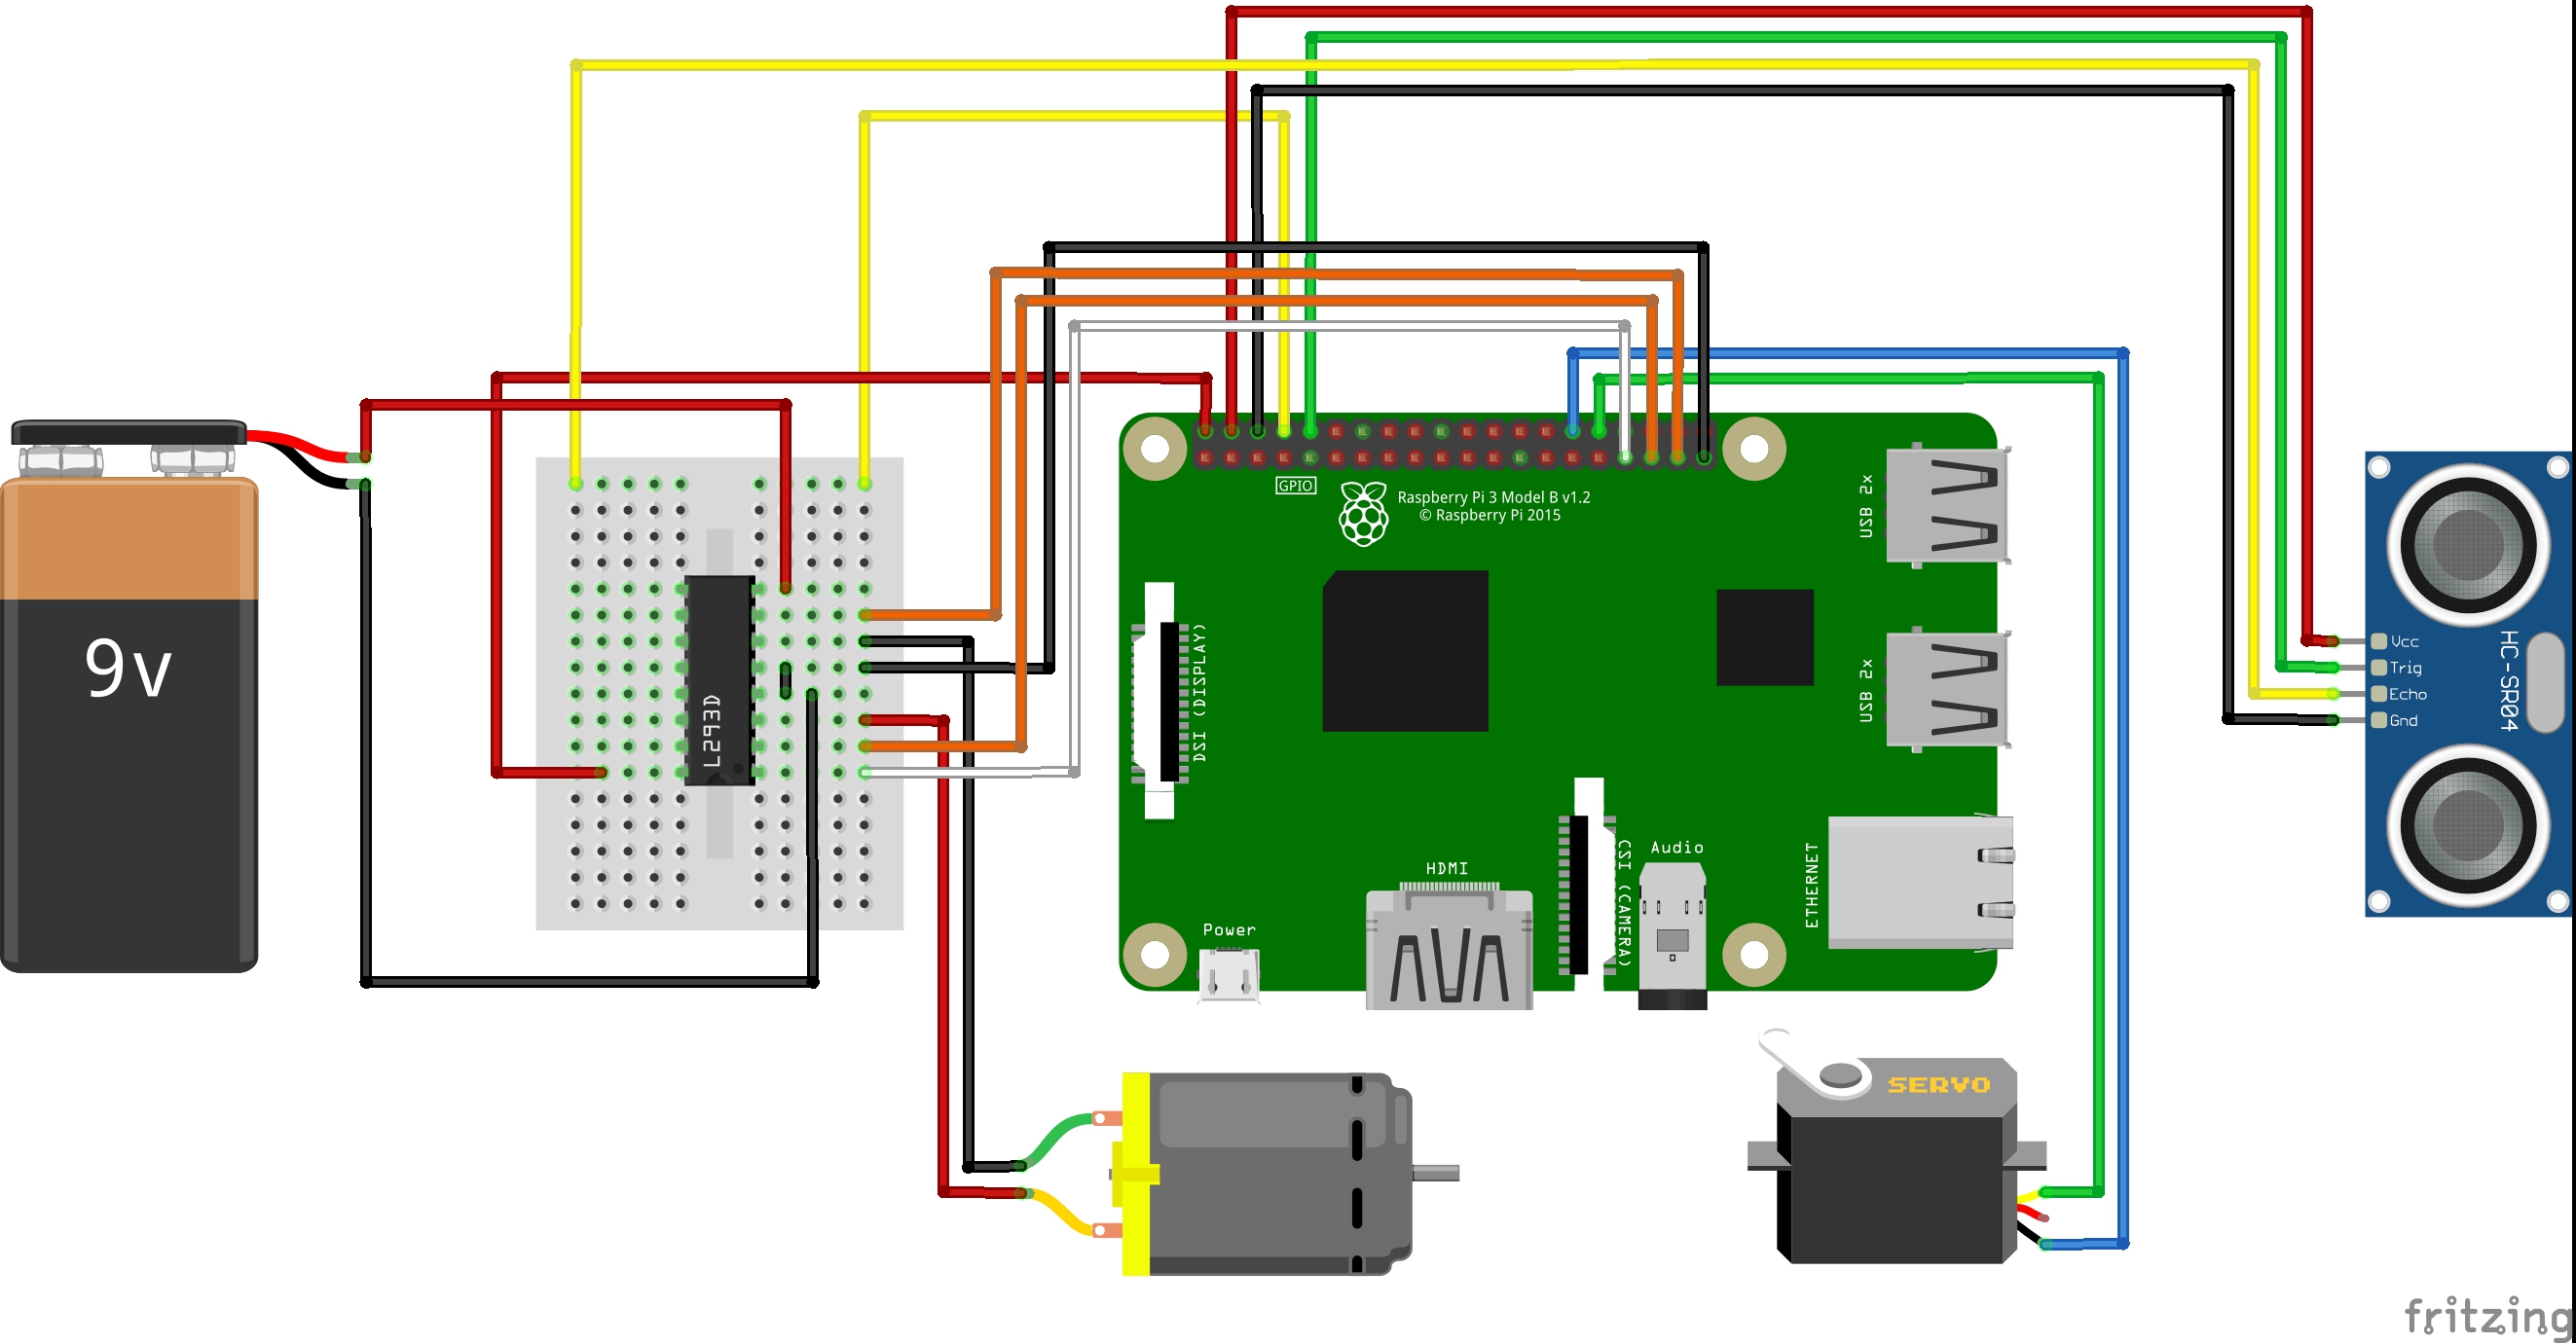 9v
L293D
GPIO
Raspberry Pi 3 Model B v1.2
© Raspberry Pi 2015
DSI (DISPLAY)
USB 2x
USB 2x
ETHERNET
Audio
CSI (CAMERA)
HDMI
Power
Vcc
Trig
Echo
Gnd
HC-SR04
SERVO
fritzing